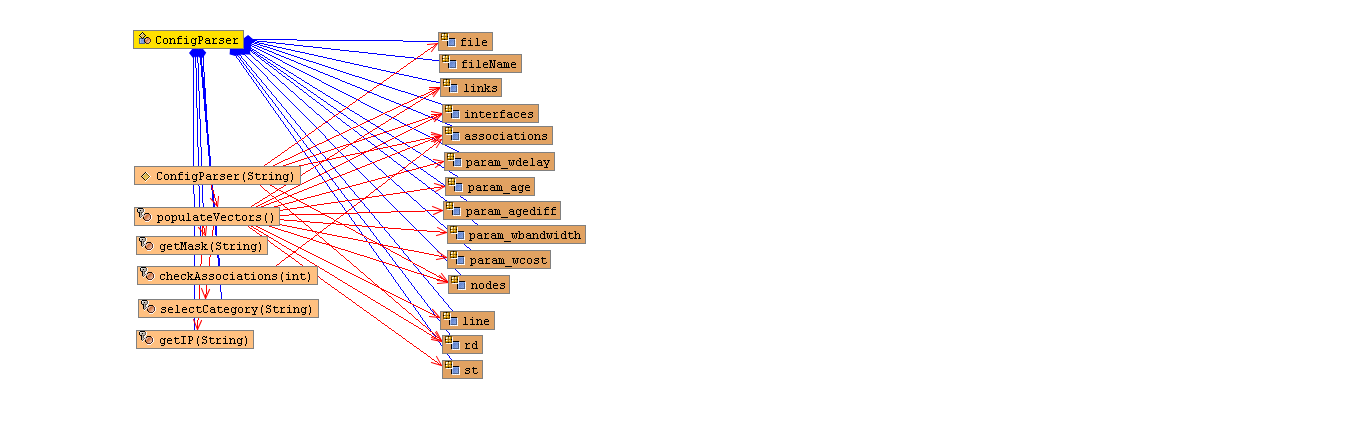 ConfigParser
file
fileName
links
interfaces
associations
param_wdelay
ConfigParser(String)
param_age
param_agediff
populateVectors()
param_wbandwidth
getMask(String)
param_wcost
checkAssociations(int)
nodes
selectCategory(String)
line
getIP(String)
rd
st